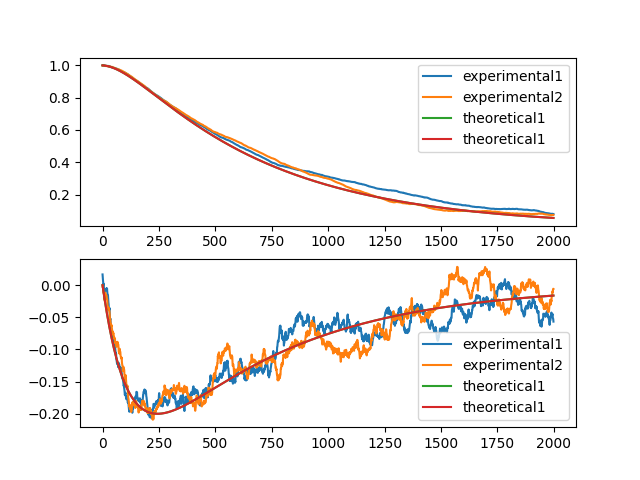 1.0
0.8
0.6
0.4
0.2
0 250 500 750 1000 1250 1500 1750 2000
experimental1
experimental2
theoretical1
theoretical1
0.00
−0.05
−0.10
−0.15
−0.20
0 250 500 750 1000 1250 1500 1750 2000
experimental1
experimental2
theoretical1
theoretical1